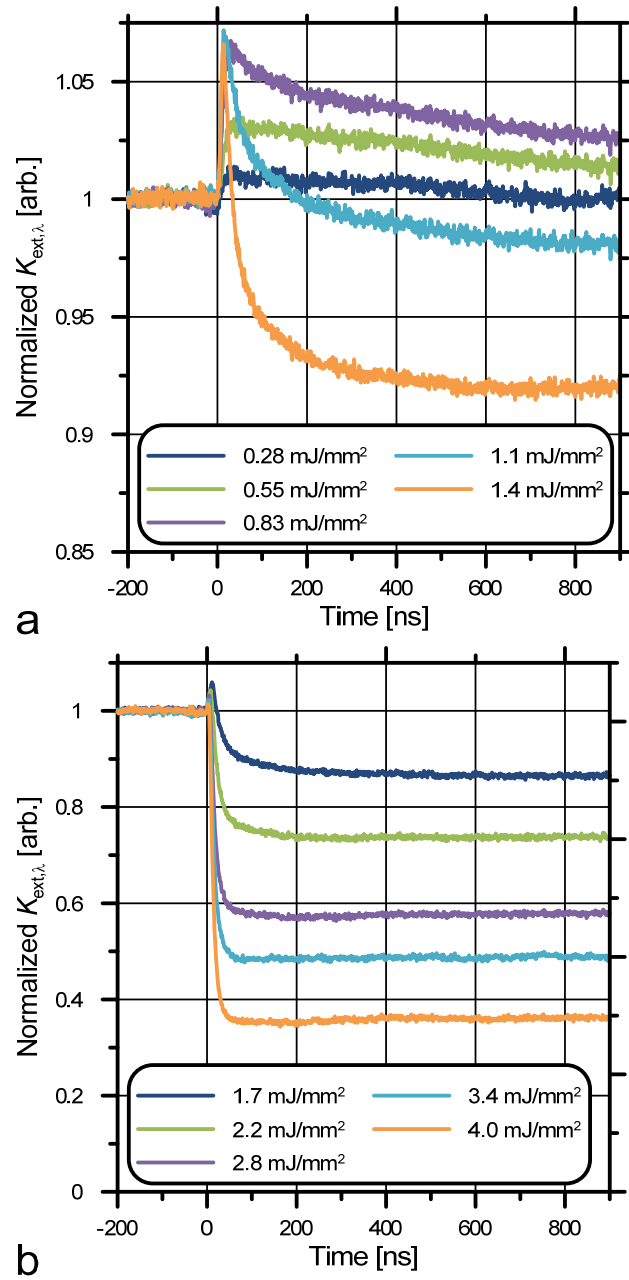 1.05
1
0.95
0.9
0.85
Normalized K_ext,λ [arb.]
0.28 mJ/mm² 1.1 mJ/mm²
0.55 mJ/mm² 1.4 mJ/mm²
0.83 mJ/mm²
-200 0 200 400 600 800
Time [ns]
a
1
0.8
0.6
0.4
0.2
0
Normalized K_ext,λ [arb.]
1.7 mJ/mm² 3.4 mJ/mm²
2.2 mJ/mm² 4.0 mJ/mm²
2.8 mJ/mm²
-200 0 200 400 600 800
Time [ns]
b